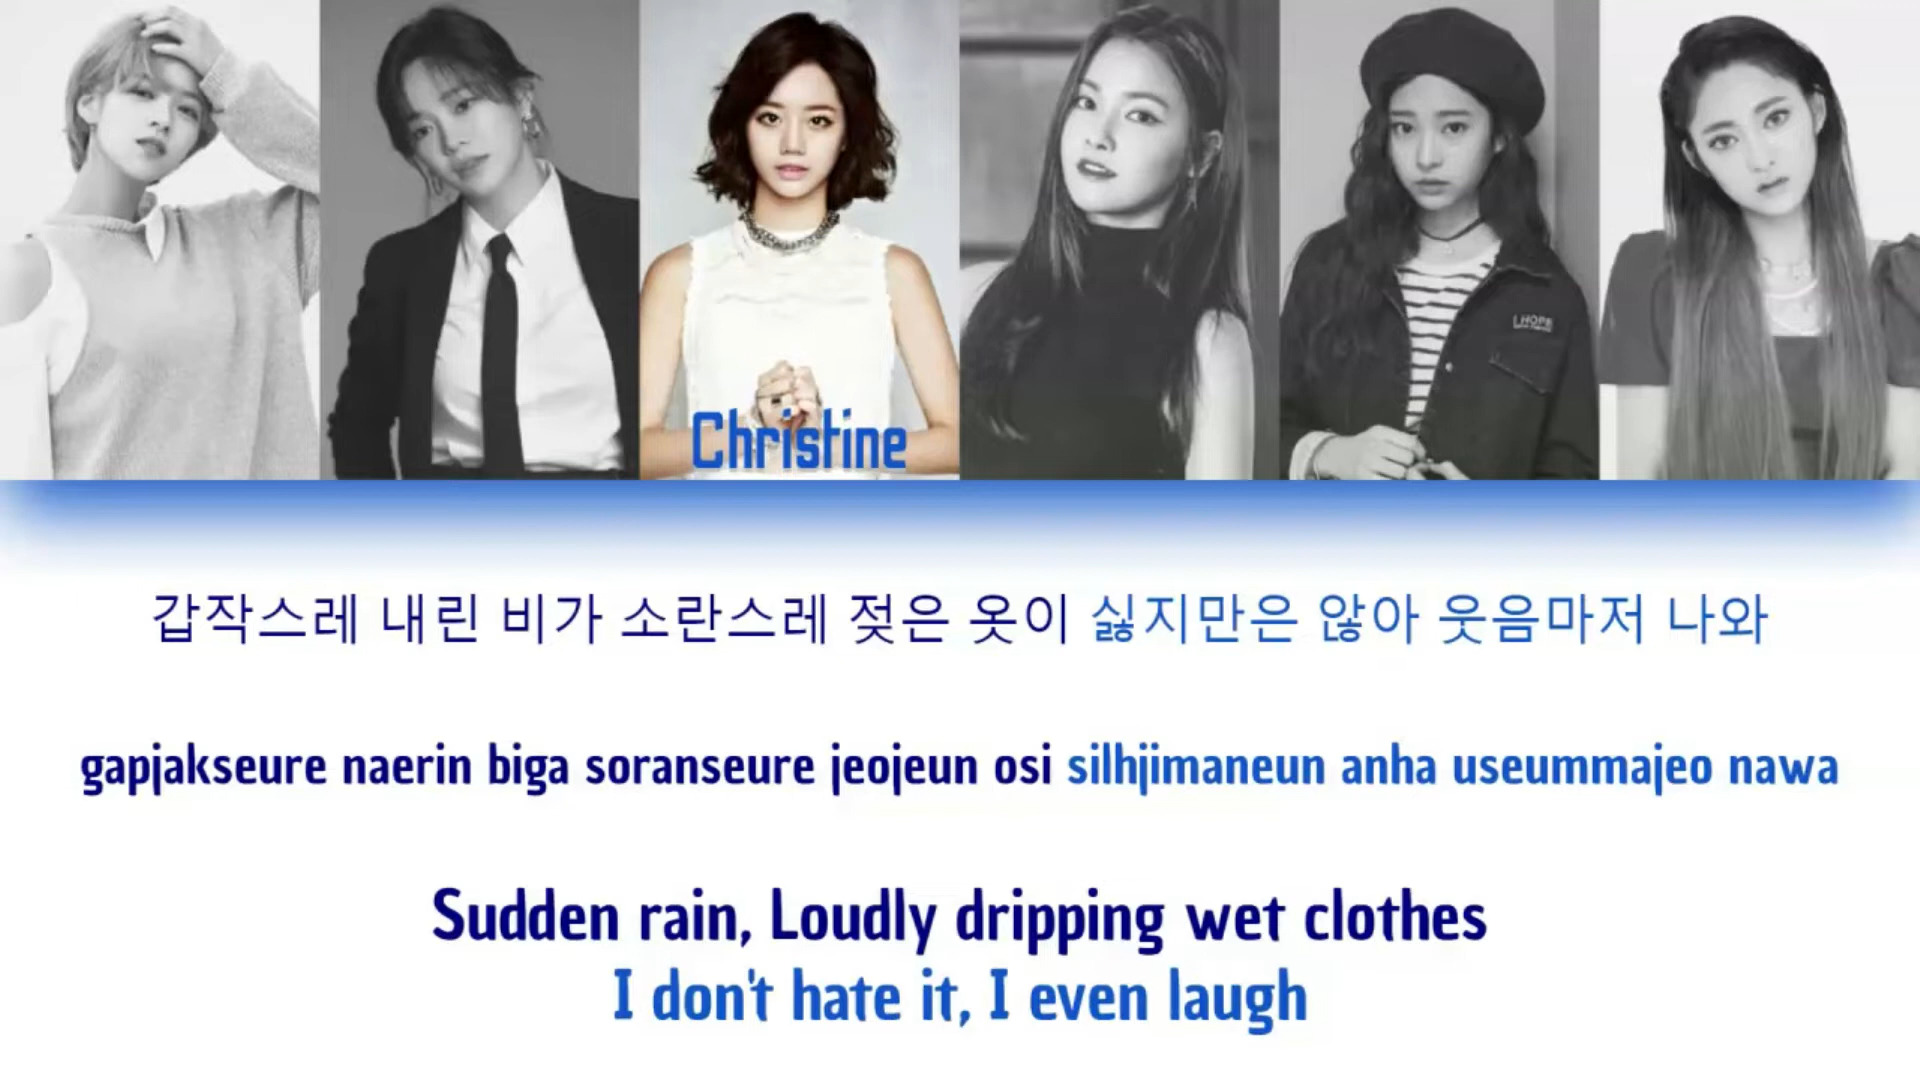 I HOPE
Christine
갑작스레 내린 비가 소란스레 젖은 옷이 싫지만은 않아 웃음마저 나와
gapjakseure naerin biga soranseure jeojeun osi silhjimaneun anha useummajeo nawa
Sudden rain, Loudly dripping wet clothes
I don't hate it, I even laugh